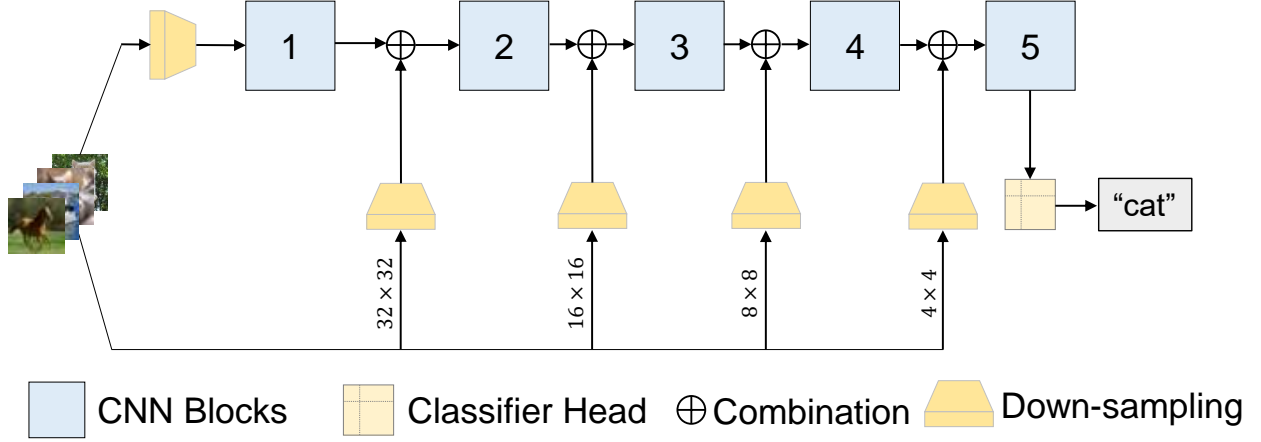 1
2
3
4
5
"cat"
32 × 32
16 × 16
8 × 8
4 × 4
CNN Blocks
Classifier Head
Combination
Down-sampling